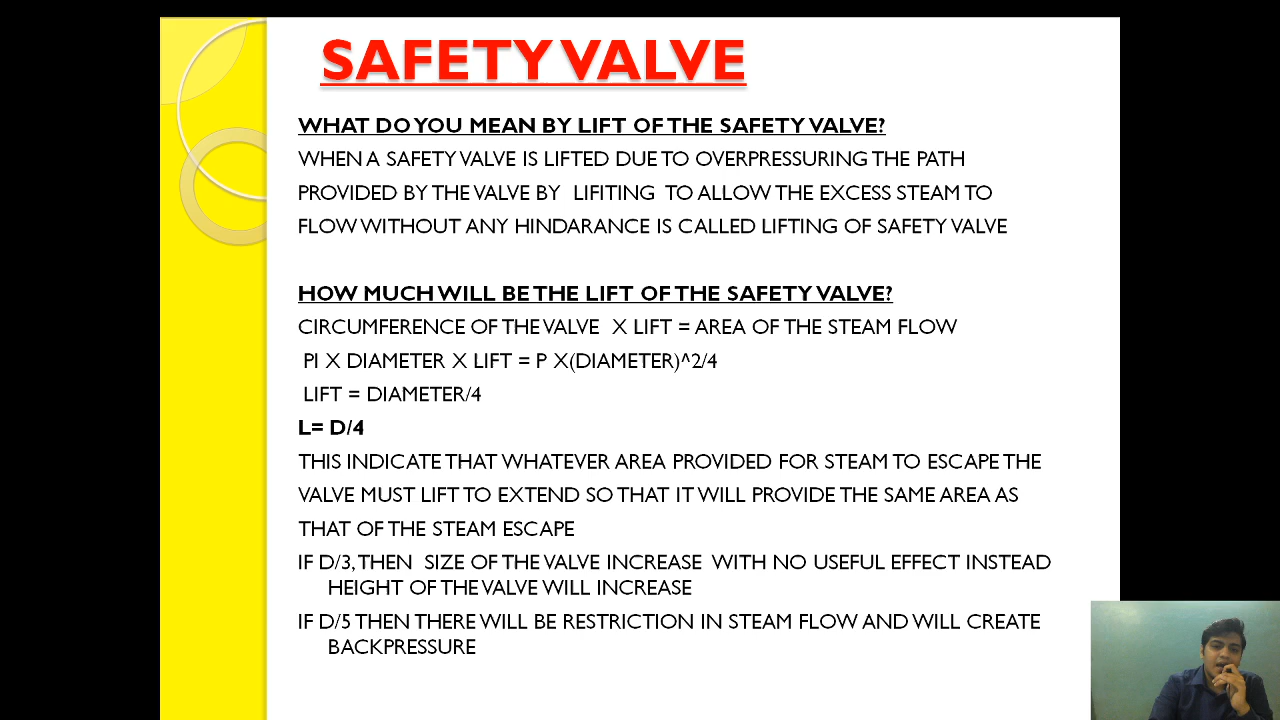 SAFETY VALVE
WHAT DO YOU MEAN BY LIFT OF THE SAFETY VALVE?
WHEN A SAFETY VALVE IS LIFTED DUE TO OVERPRESSURING THE PATH
PROVIDED BY THE VALVE BY LIFITING TO ALLOW THE EXCESS STEAM TO
FLOW WITHOUT ANY HINDARANCE IS CALLED LIFTING OF SAFETY VALVE
HOW MUCH WILL BE THE LIFT OF THE SAFETY VALVE?
CIRCUMFERENCE OF THE VALVE X LIFT = AREA OF THE STEAM FLOW
PI X DIAMETER X LIFT = P X(DIAMETER)^2/4
LIFT = DIAMETER/4
L= D/4
THIS INDICATE THAT WHATEVER AREA PROVIDED FOR STEAM TO ESCAPE THE
VALVE MUST LIFT TO EXTEND SO THAT IT WILL PROVIDE THE SAME AREA AS
THAT OF THE STEAM ESCAPE
IF D/3, THEN SIZE OF THE VALVE INCREASE WITH NO USEFUL EFFECT INSTEAD
HEIGHT OF THE VALVE WILL INCREASE
IF D/5 THEN THERE WILL BE RESTRICTION IN STEAM FLOW AND WILL CREATE
BACKPRESSURE